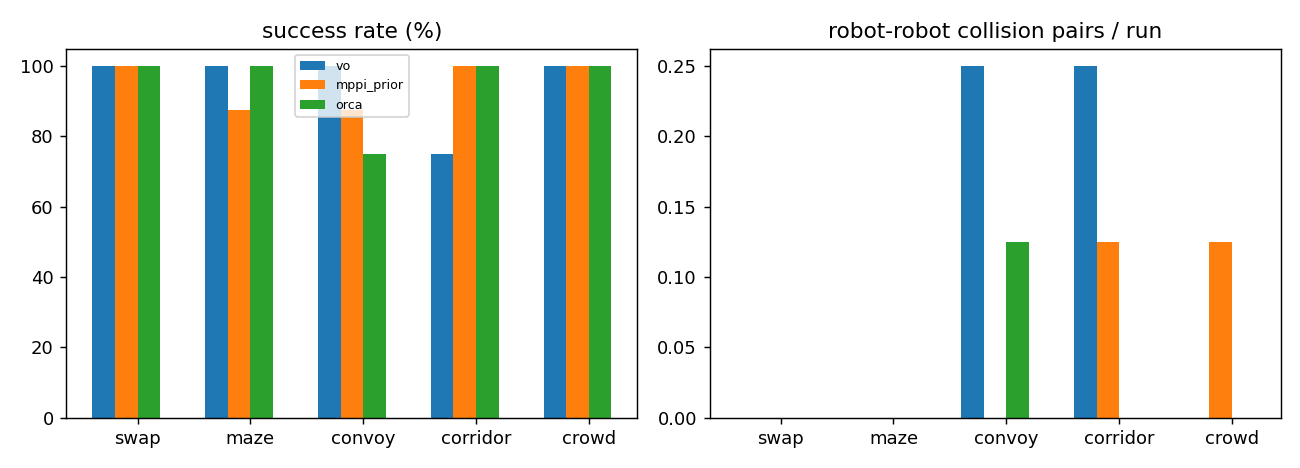 success rate (%)
100
80
60
40
20
0
vo
mppi_prior
orca
swap maze convoy corridor crowd
robot-robot collision pairs / run
0.25
0.20
0.15
0.10
0.05
0.00
swap maze convoy corridor crowd